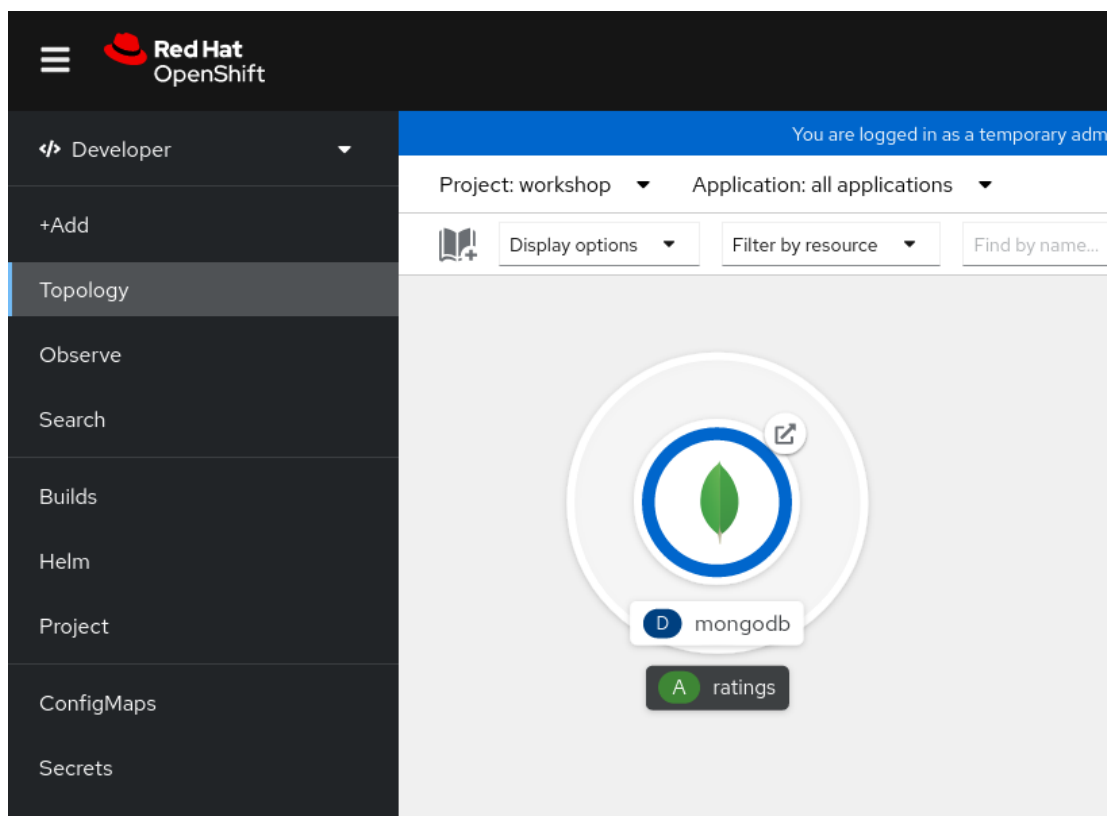 Red Hat
OpenShift
</> Developer
You are logged in as a temporary adm
Project: workshop
Application: all applications
+Add
Display options
Filter by resource
Find by name...
Topology
Observe
Search
Builds
Helm
Project
ConfigMaps
Secrets
D mongodb
A ratings